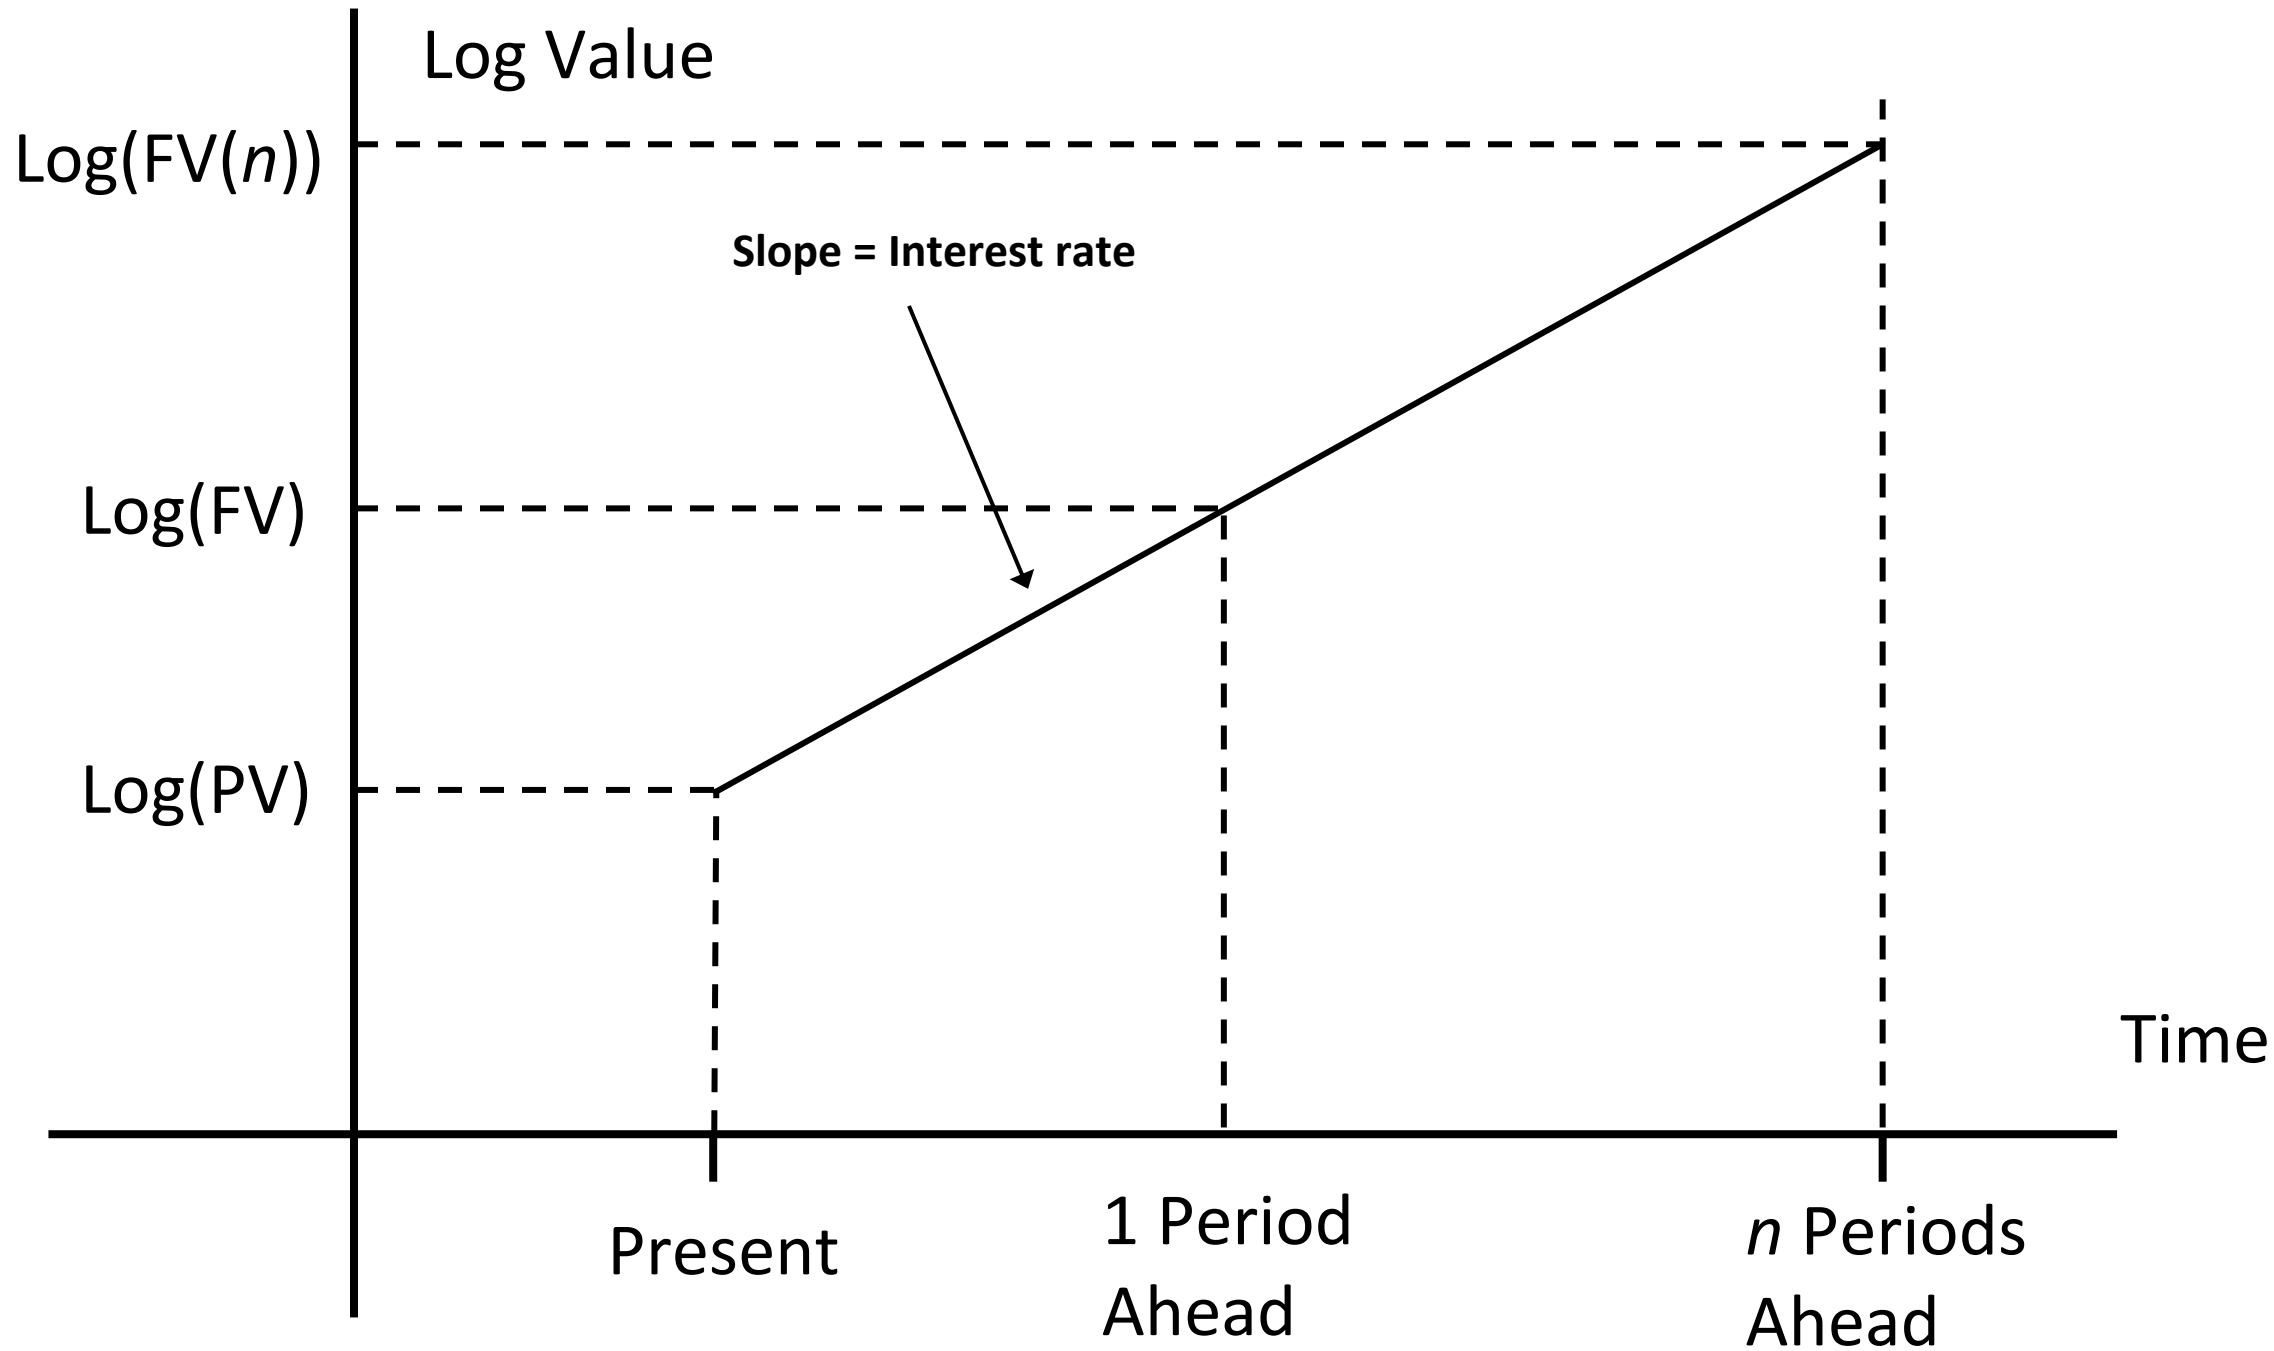 Log Value
Log(FV(n))
Slope = Interest rate
Log(FV)
Log(PV)
Time
Present
1 Period
Ahead
n Periods
Ahead